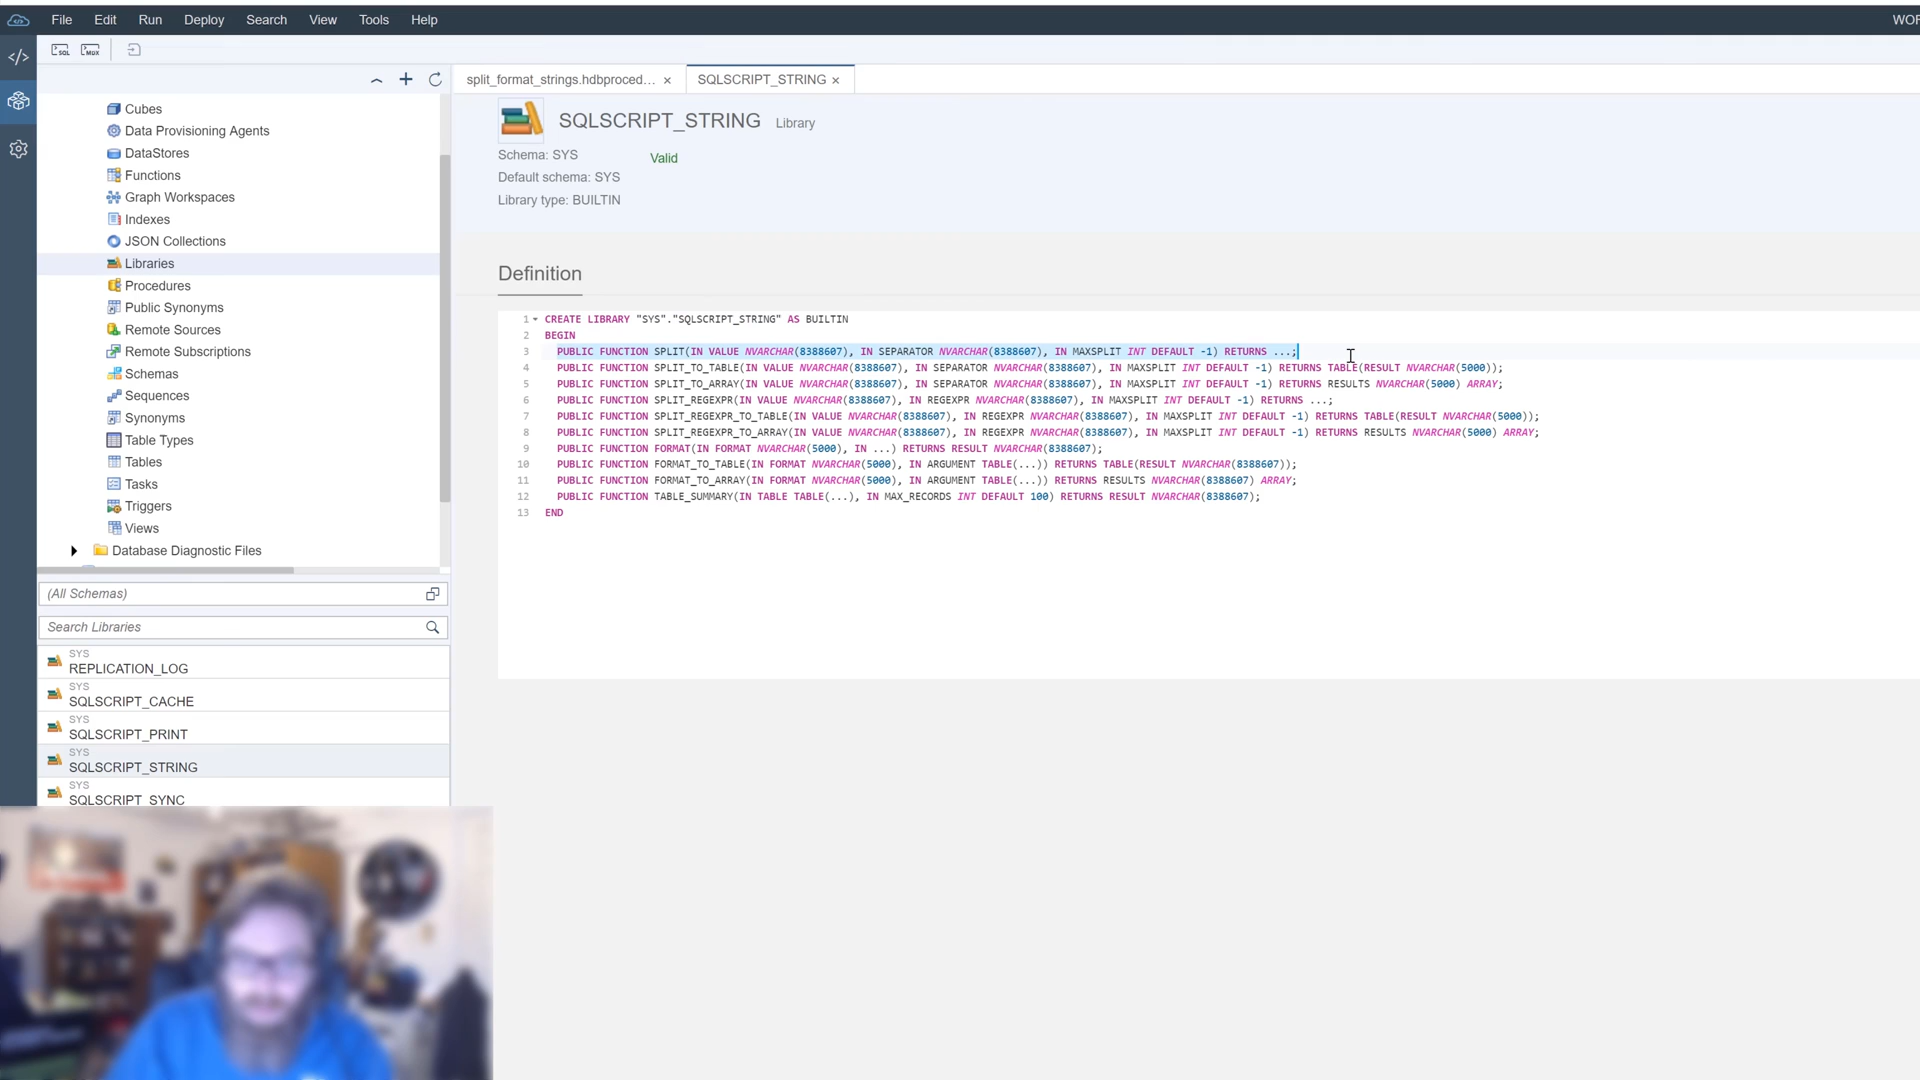 File Edit Run Deploy Search View Tools Help WOR
SQL MDX
split_format_strings.hdbproced... × SQLSCRIPT_STRING ×
Cubes
Data Provisioning Agents
DataStores
Functions
Graph Workspaces
Indexes
JSON Collections
Libraries
Procedures
Public Synonyms
Remote Sources
Remote Subscriptions
Schemas
Sequences
Synonyms
Table Types
Tables
Tasks
Triggers
Views
Database Diagnostic Files
(All Schemas)
Search Libraries
SYS
REPLICATION_LOG
SYS
SQLSCRIPT_CACHE
SYS
SQLSCRIPT_PRINT
SYS
SQLSCRIPT_STRING
SYS
SQLSCRIPT_SYNC
SQLSCRIPT_STRING Library
Schema: SYS Valid
Default schema: SYS
Library type: BUILTIN
Definition
1 CREATE LIBRARY "SYS"."SQLSCRIPT_STRING" AS BUILTIN
2 BEGIN
3 PUBLIC FUNCTION SPLIT(IN VALUE NVARCHAR(8388607), IN SEPARATOR NVARCHAR(8388607), IN MAXSPLIT INT DEFAULT -1) RETURNS ...;
4 PUBLIC FUNCTION SPLIT_TO_TABLE(IN VALUE NVARCHAR(8388607), IN SEPARATOR NVARCHAR(8388607), IN MAXSPLIT INT DEFAULT -1) RETURNS TABLE(RESULT NVARCHAR(5000));
5 PUBLIC FUNCTION SPLIT_TO_ARRAY(IN VALUE NVARCHAR(8388607), IN SEPARATOR NVARCHAR(8388607), IN MAXSPLIT INT DEFAULT -1) RETURNS RESULTS NVARCHAR(5000) ARRAY;
6 PUBLIC FUNCTION SPLIT_REGEXPR(IN VALUE NVARCHAR(8388607), IN REGEXPR NVARCHAR(8388607), IN MAXSPLIT INT DEFAULT -1) RETURNS ...;
7 PUBLIC FUNCTION SPLIT_REGEXPR_TO_TABLE(IN VALUE NVARCHAR(8388607), IN REGEXPR NVARCHAR(8388607), IN MAXSPLIT INT DEFAULT -1) RETURNS TABLE(RESULT NVARCHAR(5000));
8 PUBLIC FUNCTION SPLIT_REGEXPR_TO_ARRAY(IN VALUE NVARCHAR(8388607), IN REGEXPR NVARCHAR(8388607), IN MAXSPLIT INT DEFAULT -1) RETURNS RESULTS NVARCHAR(5000) ARRAY;
9 PUBLIC FUNCTION FORMAT(IN FORMAT NVARCHAR(5000), IN ...) RETURNS RESULT NVARCHAR(8388607);
10 PUBLIC FUNCTION FORMAT_TO_TABLE(IN FORMAT NVARCHAR(5000), IN ARGUMENT TABLE(...)) RETURNS TABLE(RESULT NVARCHAR(8388607));
11 PUBLIC FUNCTION FORMAT_TO_ARRAY(IN FORMAT NVARCHAR(5000), IN ARGUMENT TABLE(...)) RETURNS RESULTS NVARCHAR(8388607) ARRAY;
12 PUBLIC FUNCTION TABLE_SUMMARY(IN TABLE TABLE(...), IN MAX_RECORDS INT DEFAULT 100) RETURNS RESULT NVARCHAR(8388607);
13 END